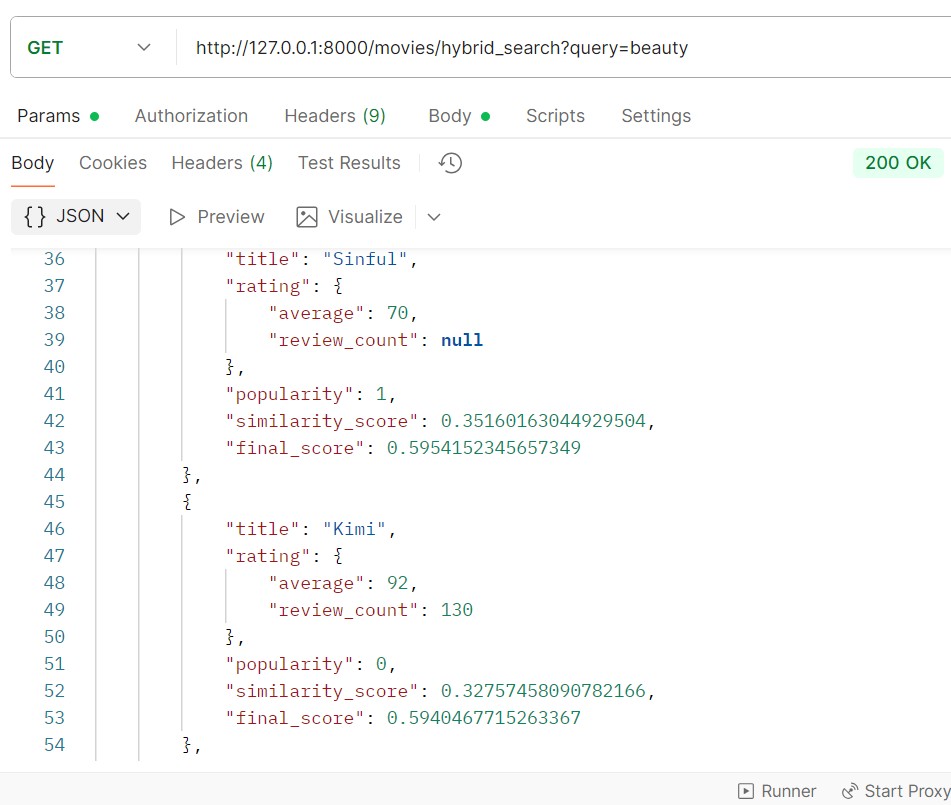 GET http://127.0.0.1:8000/movies/hybrid_search?query=beauty
Params Authorization Headers (9) Body Scripts Settings
Body Cookies Headers (4) Test Results 200 OK
{} JSON Preview Visualize
36 "title": "Sinful",
37 "rating": {
38 "average": 70,
39 "review_count": null
40 },
41 "popularity": 1,
42 "similarity_score": 0.35160163044929504,
43 "final_score": 0.5954152345657349
44 },
45 {
46 "title": "Kimi",
47 "rating": {
48 "average": 92,
49 "review_count": 130
50 },
51 "popularity": 0,
52 "similarity_score": 0.32757458090782166,
53 "final_score": 0.5940467715263367
54 },
Runner Start Proxy